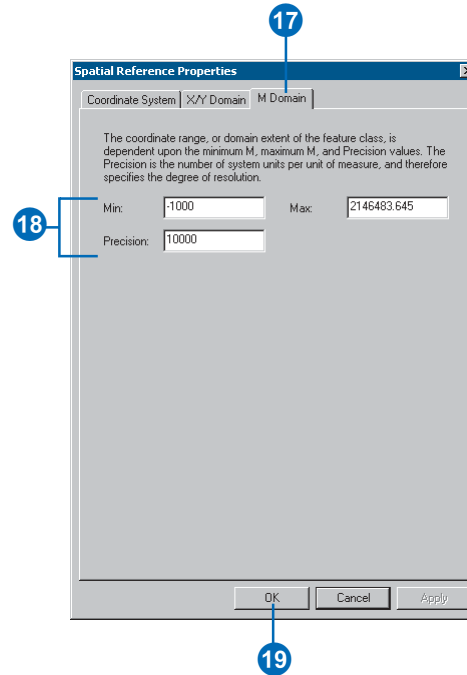 17
Spatial Reference Properties
Coordinate System X/Y Domain M Domain
The coordinate range, or domain extent of the feature class, is
dependent upon the minimum M, maximum M, and Precision values. The
Precision is the number of system units per unit of measure, and therefore
specifies the degree of resolution.
18
Min: -1000 Max: 2146483.645
Precision: 10000
OK Cancel Apply
19